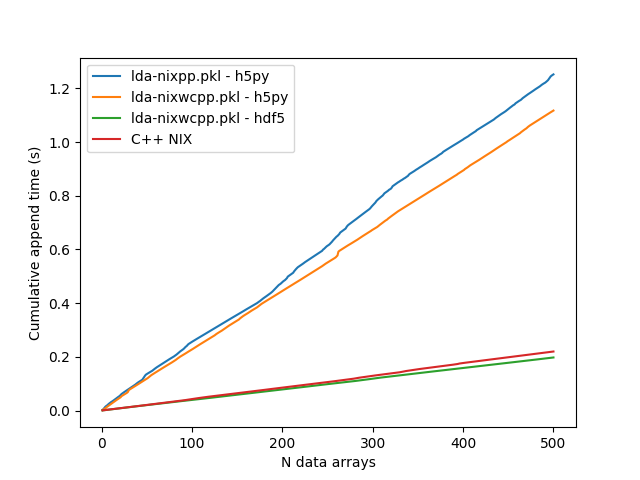 lda-nixpp.pkl - h5py
lda-nixwcpp.pkl - h5py
lda-nixwcpp.pkl - hdf5
C++ NIX
Cumulative append time (s)
1.2
1.0
0.8
0.6
0.4
0.2
0.0
0 100 200 300 400 500
N data arrays